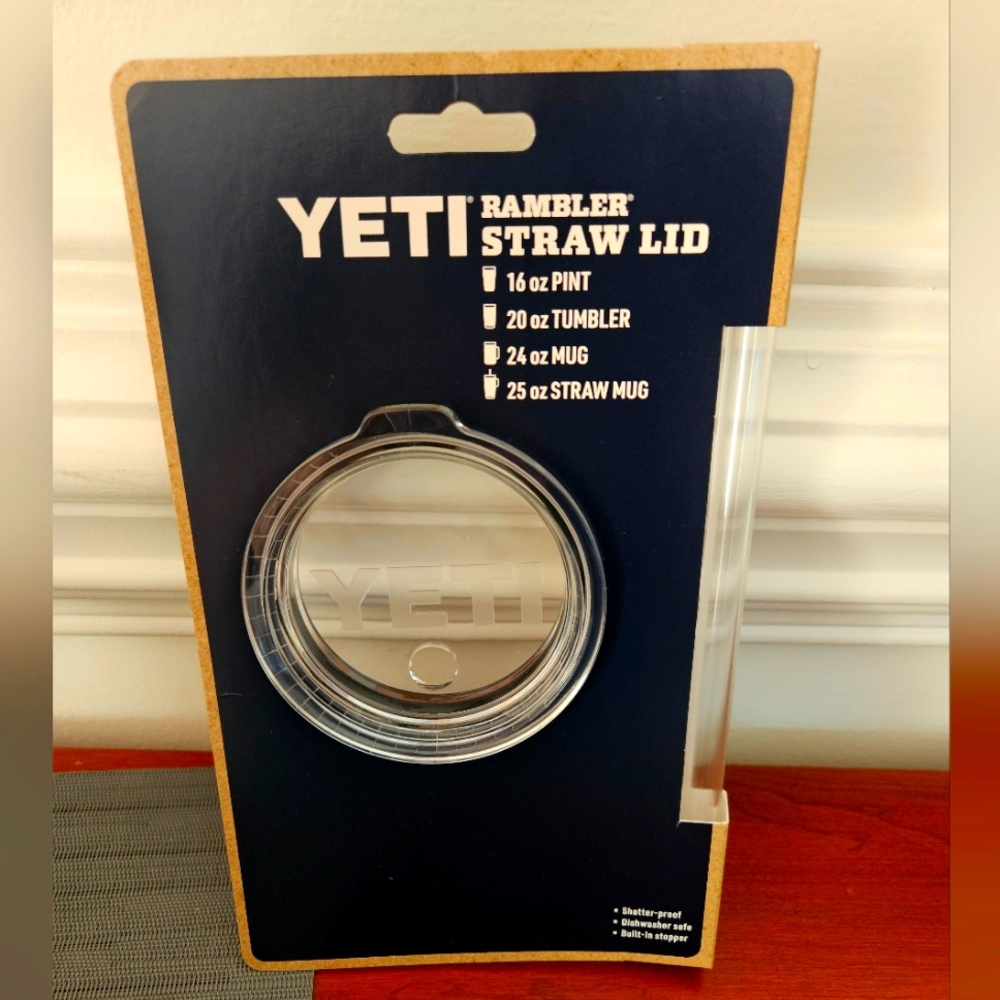 YETI® RAMBLER®
STRAW LID
16 oz PINT
20 oz TUMBLER
24 oz MUG
25 oz STRAW MUG
YETI
• Shatter-proof
• Dishwasher safe
• Built-in stopper